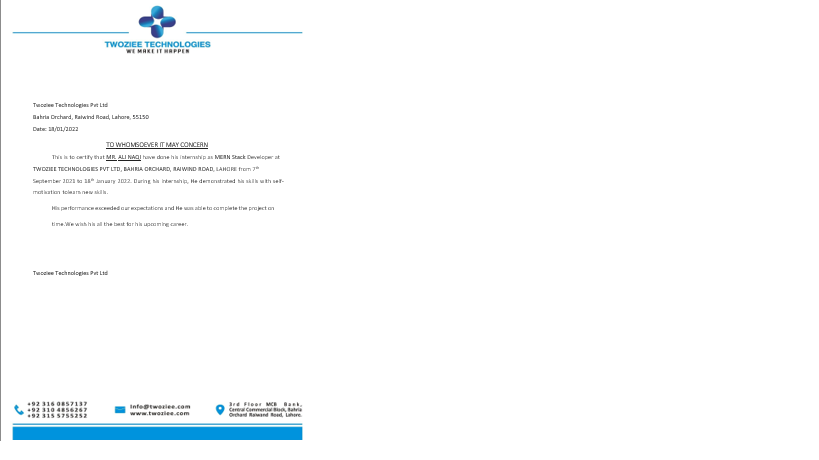 TWOZIEE TECHNOLOGIES
WE MAKE IT HAPPEN
Twoziee Technologies Pvt Ltd
Bahria Orchard, Raiwind Road, Lahore, 55150
Date: 18/01/2022
TO WHOMSOEVER IT MAY CONCERN
This is to certify that MR. ALI NAQI have done his internship as MERN Stack Developer at
TWOZIEE TECHNOLOGIES PVT LTD, BAHRIA ORCHARD, RAIWIND ROAD, LAHORE from 7th
September 2021 to 18th January 2022. During his internship, He demonstrated his skills with self-
motivation tolearn new skills.
His performance exceeded our expectations and He was able to complete the project on
time.We wish his all the best for his upcoming career.
Twoziee Technologies Pvt Ltd
+92 316 0857137
+92 310 4856267
+92 315 5755252
info@twoziee.com
www.twoziee.com
3rd Floor MCB Bank,
Central Commercial Block, Bahria
Orchard Raiwand Road, Lahore.